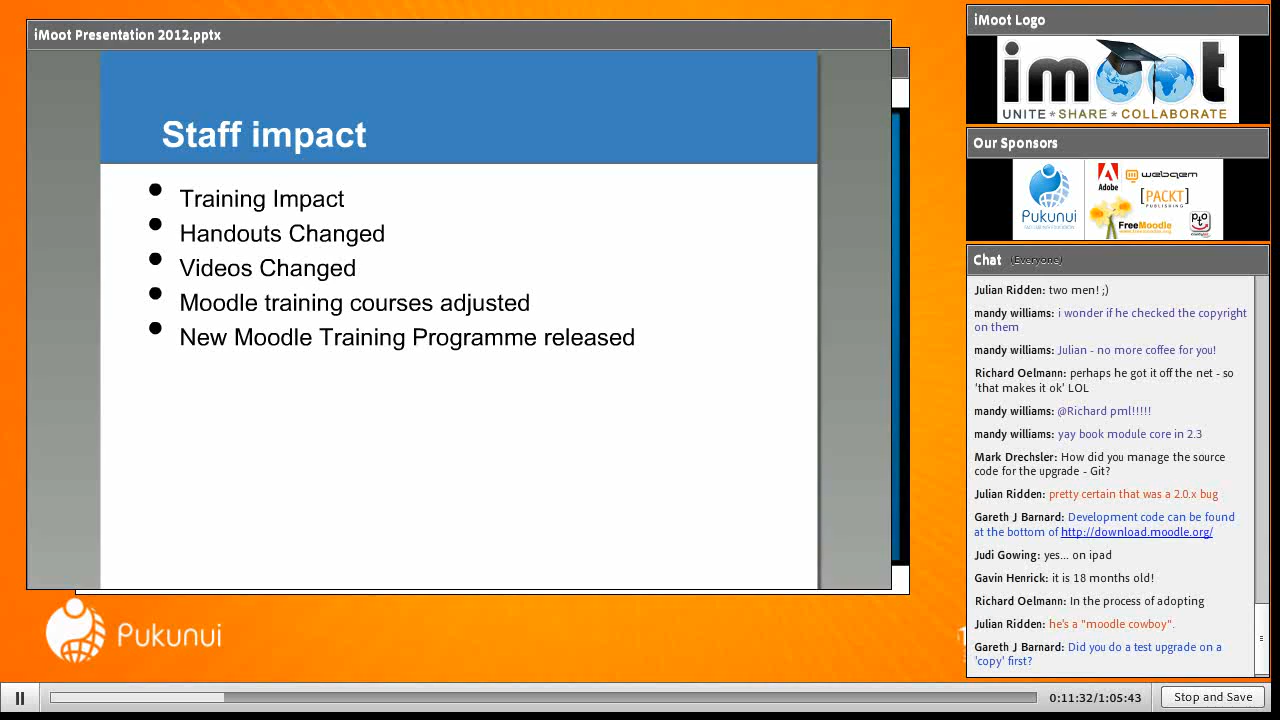 iMoot Presentation 2012.pptx
Staff impact
Training Impact
Handouts Changed
Videos Changed
Moodle training courses adjusted
New Moodle Training Programme released
Pukunui
iMoot Logo
imoot
UNITE * SHARE * COLLABORATE
Our Sponsors
Pukunui
Adobe
webqem
[PACKT]
PUBLISHING
FreeMoodle
Chat (Everyone)
Julian Ridden: two men! ;)
mandy williams: i wonder if he checked the copyright
on them
mandy williams: Julian - no more coffee for you!
Richard Oelmann: perhaps he got it off the net - so
'that makes it ok' LOL
mandy williams: @Richard pml!!!!!
mandy williams: yay book module core in 2.3
Mark Drechsler: How did you manage the source
code for the upgrade - Git?
Julian Ridden: pretty certain that was a 2.0.x bug
Gareth J Barnard: Development code can be found
at the bottom of http://download.moodle.org/
Judi Gowing: yes... on ipad
Gavin Henrick: it is 18 months old!
Richard Oelmann: In the process of adopting
Julian Ridden: he's a "moodle cowboy".
Gareth J Barnard: Did you do a test upgrade on a
'copy' first?
0:11:32/1:05:43
Stop and Save